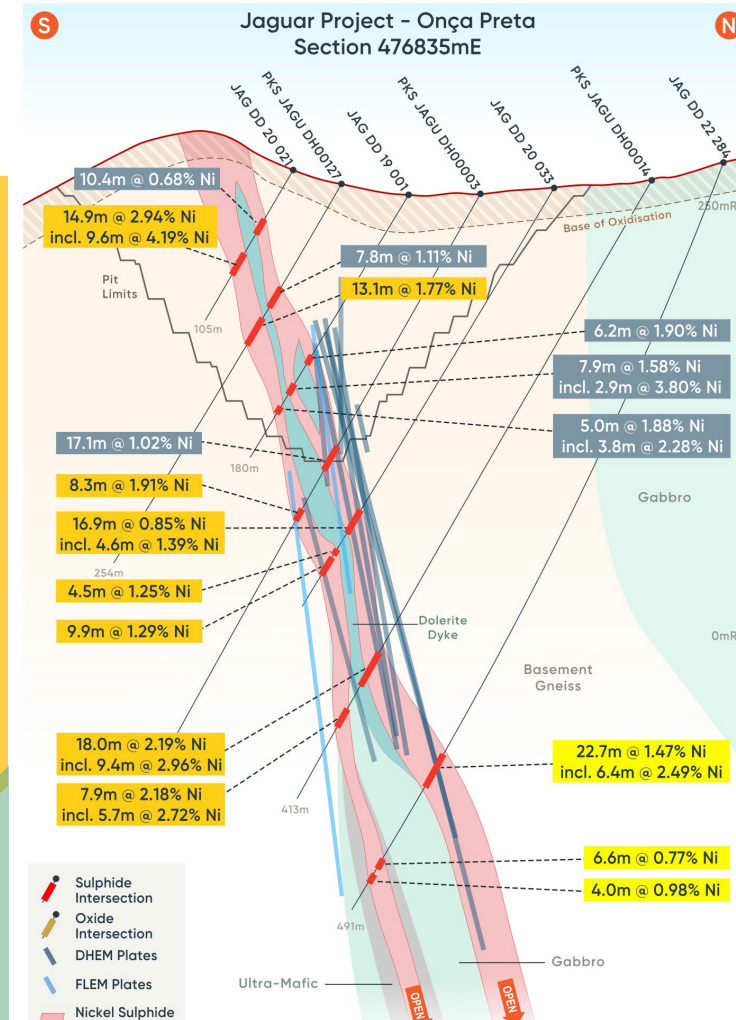 S
Jaguar Project - Onça Preta
Section 476835mE
N
JAG DD 20 021
PKS JAGU DH00127
JAG DD 19 001
PKS JAGU DH00003
JAG DD 20 033
PKS JAGU DH00014
JAG DD 22 284
10.4m @ 0.68% Ni
14.9m @ 2.94% Ni
incl. 9.6m @ 4.19% Ni
Pit
Limits
7.8m @ 1.11% Ni
13.1m @ 1.77% Ni
Base of Oxidisation
250mR
105m
6.2m @ 1.90% Ni
7.9m @ 1.58% Ni
incl. 2.9m @ 3.80% Ni
5.0m @ 1.88% Ni
incl. 3.8m @ 2.28% Ni
17.1m @ 1.02% Ni
180m
8.3m @ 1.91% Ni
Gabbro
16.9m @ 0.85% Ni
incl. 4.6m @ 1.39% Ni
254m
4.5m @ 1.25% Ni
9.9m @ 1.29% Ni
Dolerite
Dyke
0mR
Basement
Gneiss
18.0m @ 2.19% Ni
incl. 9.4m @ 2.96% Ni
7.9m @ 2.18% Ni
incl. 5.7m @ 2.72% Ni
413m
22.7m @ 1.47% Ni
incl. 6.4m @ 2.49% Ni
6.6m @ 0.77% Ni
4.0m @ 0.98% Ni
491m
Sulphide
Intersection
Oxide
Intersection
DHEM Plates
FLEM Plates
Nickel Sulphide
Ultra-Mafic
Gabbro
OPEN
OPEN